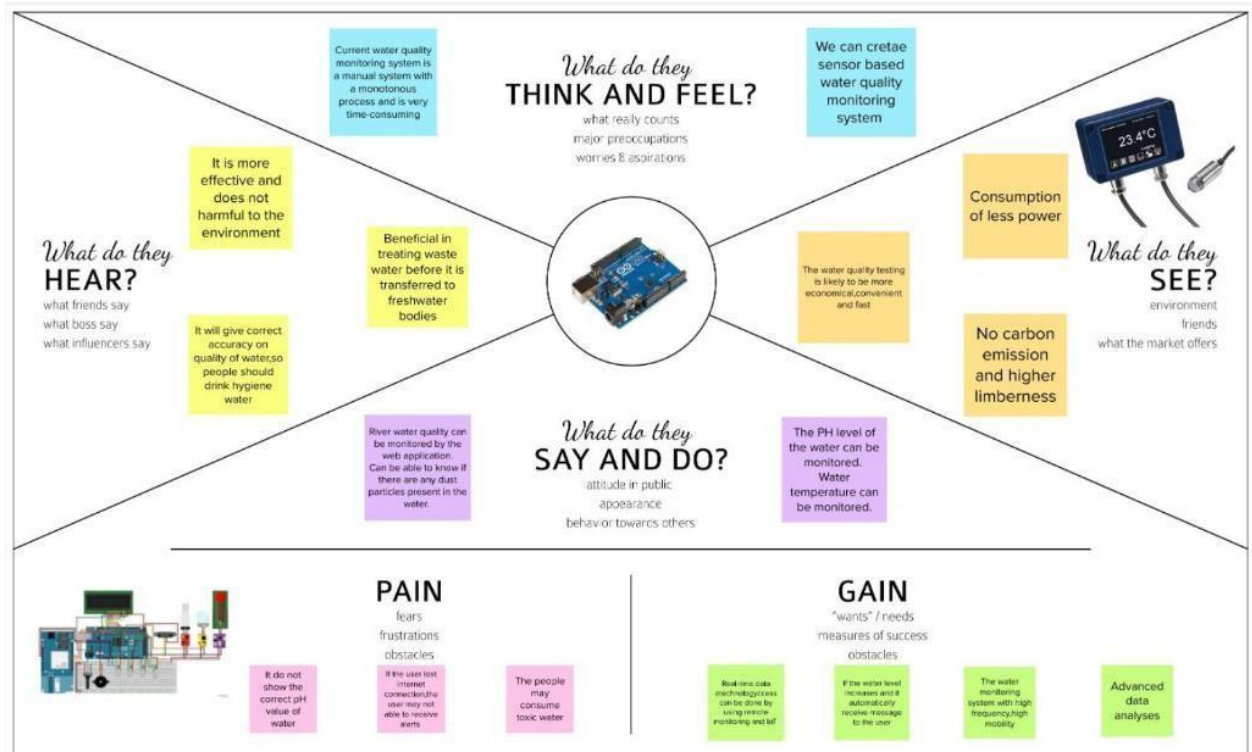 Current water quality
monitoring system is
a manual system with
a monotonous
process and is very
time-consuming
What do they
THINK AND FEEL?
what really counts
major preoccupations
worries & aspirations
We can cretae
sensor based
water quality
monitoring
system
It is more
effective and
does not
harmful to the
environment
What do they
HEAR?
what friends say
what boss say
what influencers say
Beneficial in
treating waste
water before it is
transferred to
freshwater
bodies
It will give correct
accuracy on
quality of water,so
people should
drink hygiene
water
23.4°C
Consumption
of less power
The water quality testing
is likely to be more
economical,convenient
and fast
What do they
SEE?
environment
friends
what the market offers
No carbon
emission
and higher
limberness
River water quality can
be monitored by the
web application.
Can be able to know if
there are any dust
particles present in the
water.
What do they
SAY AND DO?
attitude in public
appearance
behavior towards others
The PH level of
the water can be
monitored.
Water
temperature can
be monitored.
PAIN
fears
frustrations
obstacles
It do not
show the
correct pH
value of
water
If the user lost
internet
connection,the
user may not
able to receive
alerts
The people
may
consume
toxic water
GAIN
"wants" / needs
measures of success
obstacles
Real-time data
can be done by
using remote
monitoring and IoT
If the water level
increases and it
automatically
receive message
to the user
The water
monitoring
system with high
frequency,high
mobility
Advanced
data
analyses